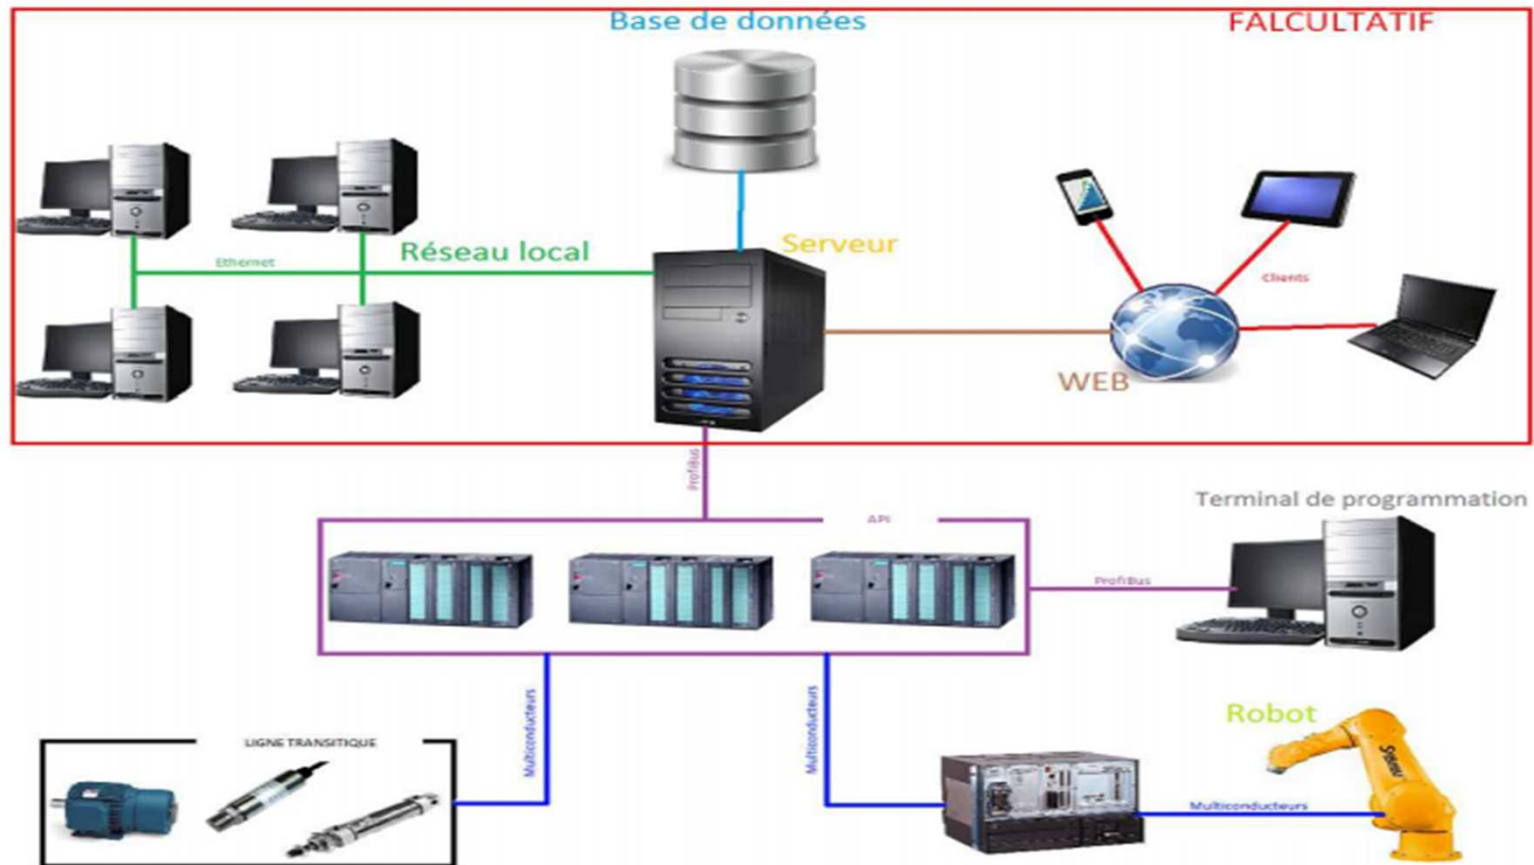 Base de données
FALCULTATIF
Serveur
Réseau local
Ethernet
Clients
WEB
ProfiBus
Terminal de programmation
API
ProfiBus
Multiconducteurs
Multiconducteurs
Robot
LIGNE TRANSITIQUE
Multiconducteurs